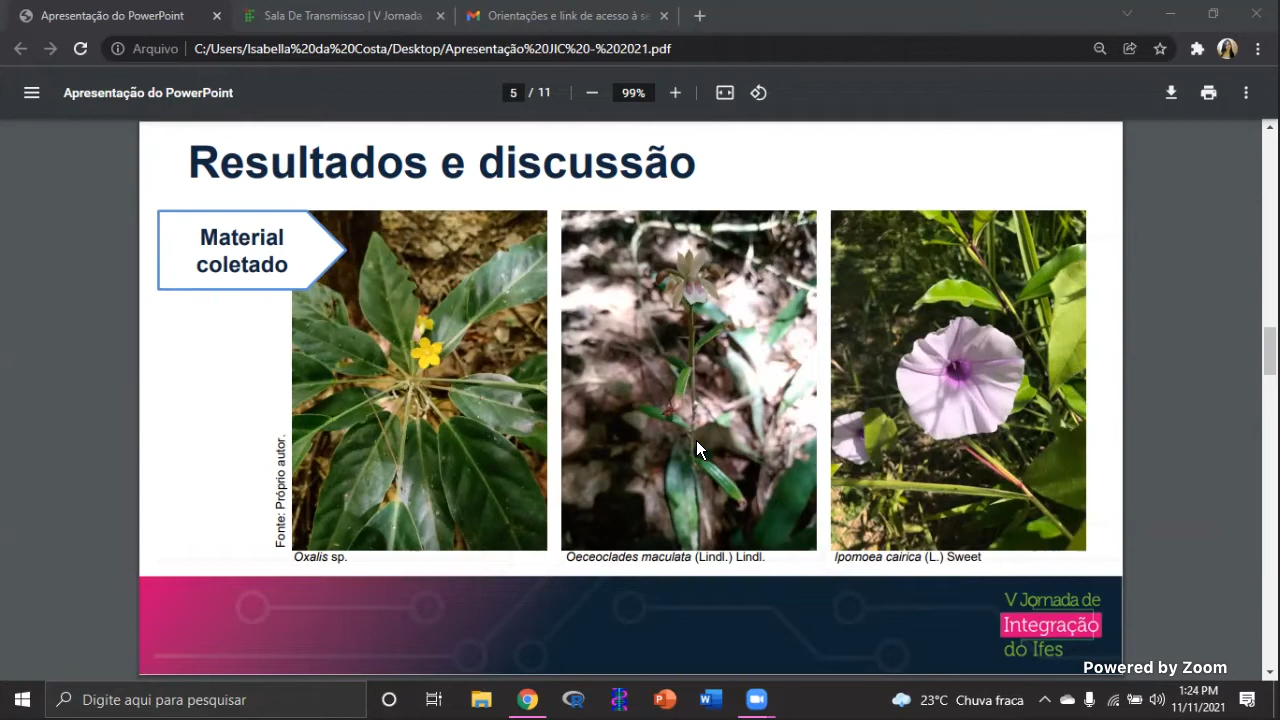 Apresentação do PowerPoint
Sala De Transmissao | V Jornada
Orientações e link de acesso à se
Arquivo
C:/Users/Isabella%20da%20Costa/Desktop/Apresentação%20JIC%20-%202021.pdf
Apresentação do PowerPoint
5 / 11
99%
Resultados e discussão
Material
coletado
Fonte: Próprio autor.
Oxalis sp.
Oeceoclades maculata (Lindl.) Lindl.
Ipomoea cairica (L.) Sweet
V Jornada de
Integração
do Ifes
Powered by Zoom
Digite aqui para pesquisar
23°C Chuva fraca
1:24 PM
11/11/2021